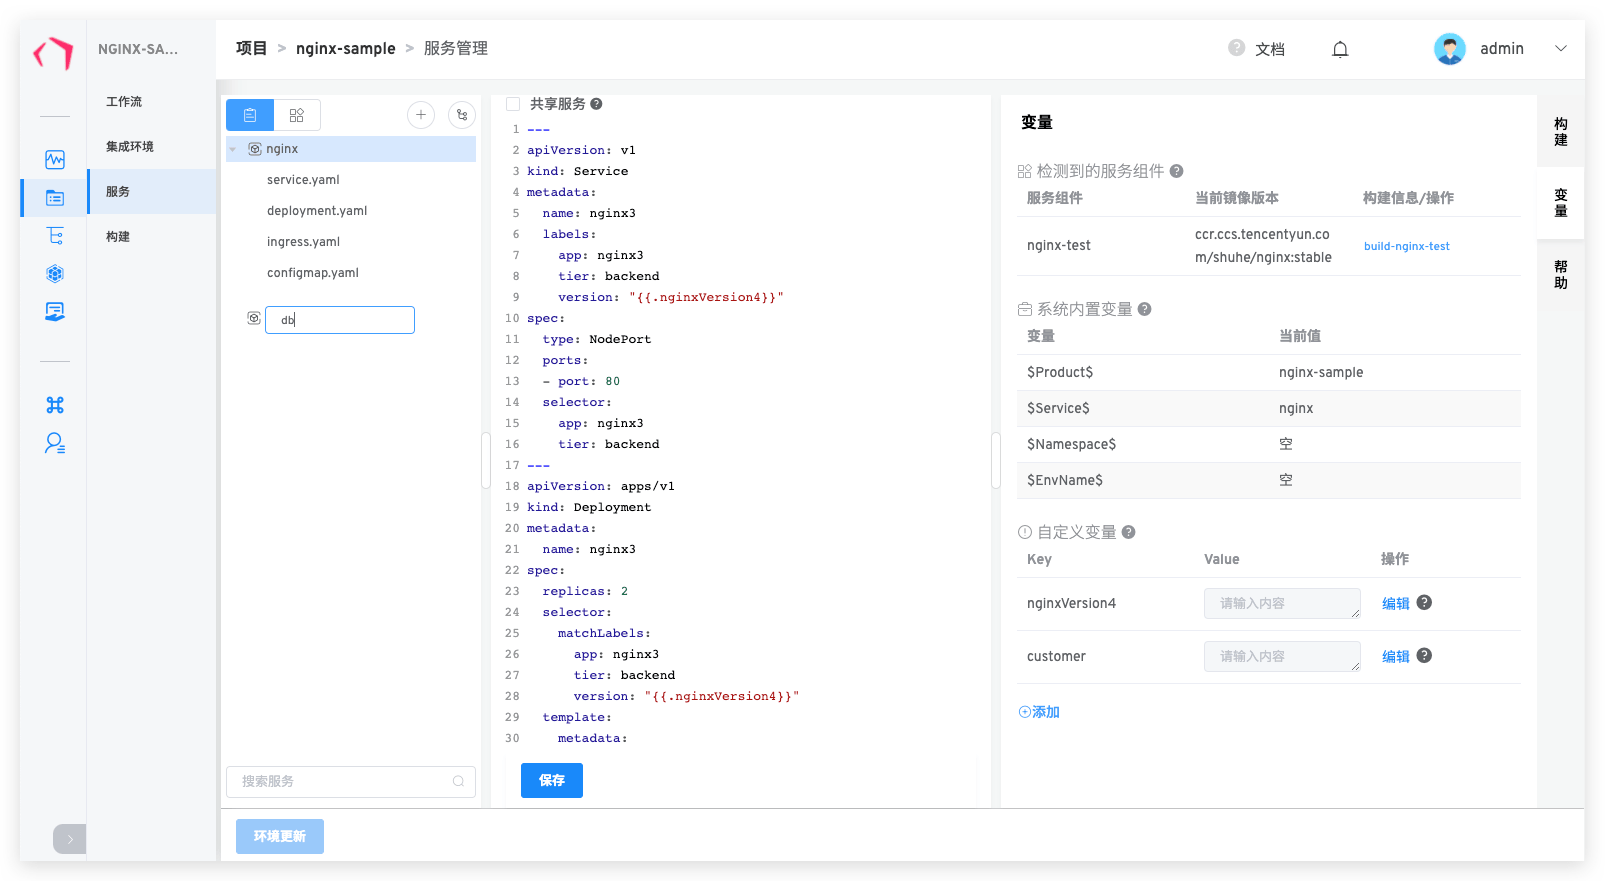 NGINX-SA...
项目 > nginx-sample > 服务管理
文档
admin
工作流
集成环境
服务
构建
nginx
service.yaml
deployment.yaml
ingress.yaml
configmap.yaml
db
搜索服务
共享服务
1 ---
2 apiVersion: v1
3 kind: Service
4 metadata:
5   name: nginx3
6   labels:
7     app: nginx3
8     tier: backend
9     version: "{{.nginxVersion4}}"
10 spec:
11   type: NodePort
12   ports:
13   - port: 80
14   selector:
15     app: nginx3
16     tier: backend
17 ---
18 apiVersion: apps/v1
19 kind: Deployment
20 metadata:
21   name: nginx3
22 spec:
23   replicas: 2
24   selector:
25     matchLabels:
26       app: nginx3
27       tier: backend
28       version: "{{.nginxVersion4}}"
29   template:
30     metadata:
保存
环境更新
变量
检测到的服务组件
服务组件 当前镜像版本 构建信息/操作
nginx-test ccr.ccs.tencentyun.co
m/shuhe/nginx:stable build-nginx-test
系统内置变量
变量 当前值
$Product$ nginx-sample
$Service$ nginx
$Namespace$ 空
$EnvName$ 空
自定义变量
Key Value 操作
nginxVersion4 请输入内容 编辑
customer 请输入内容 编辑
添加
构建
变量
帮助